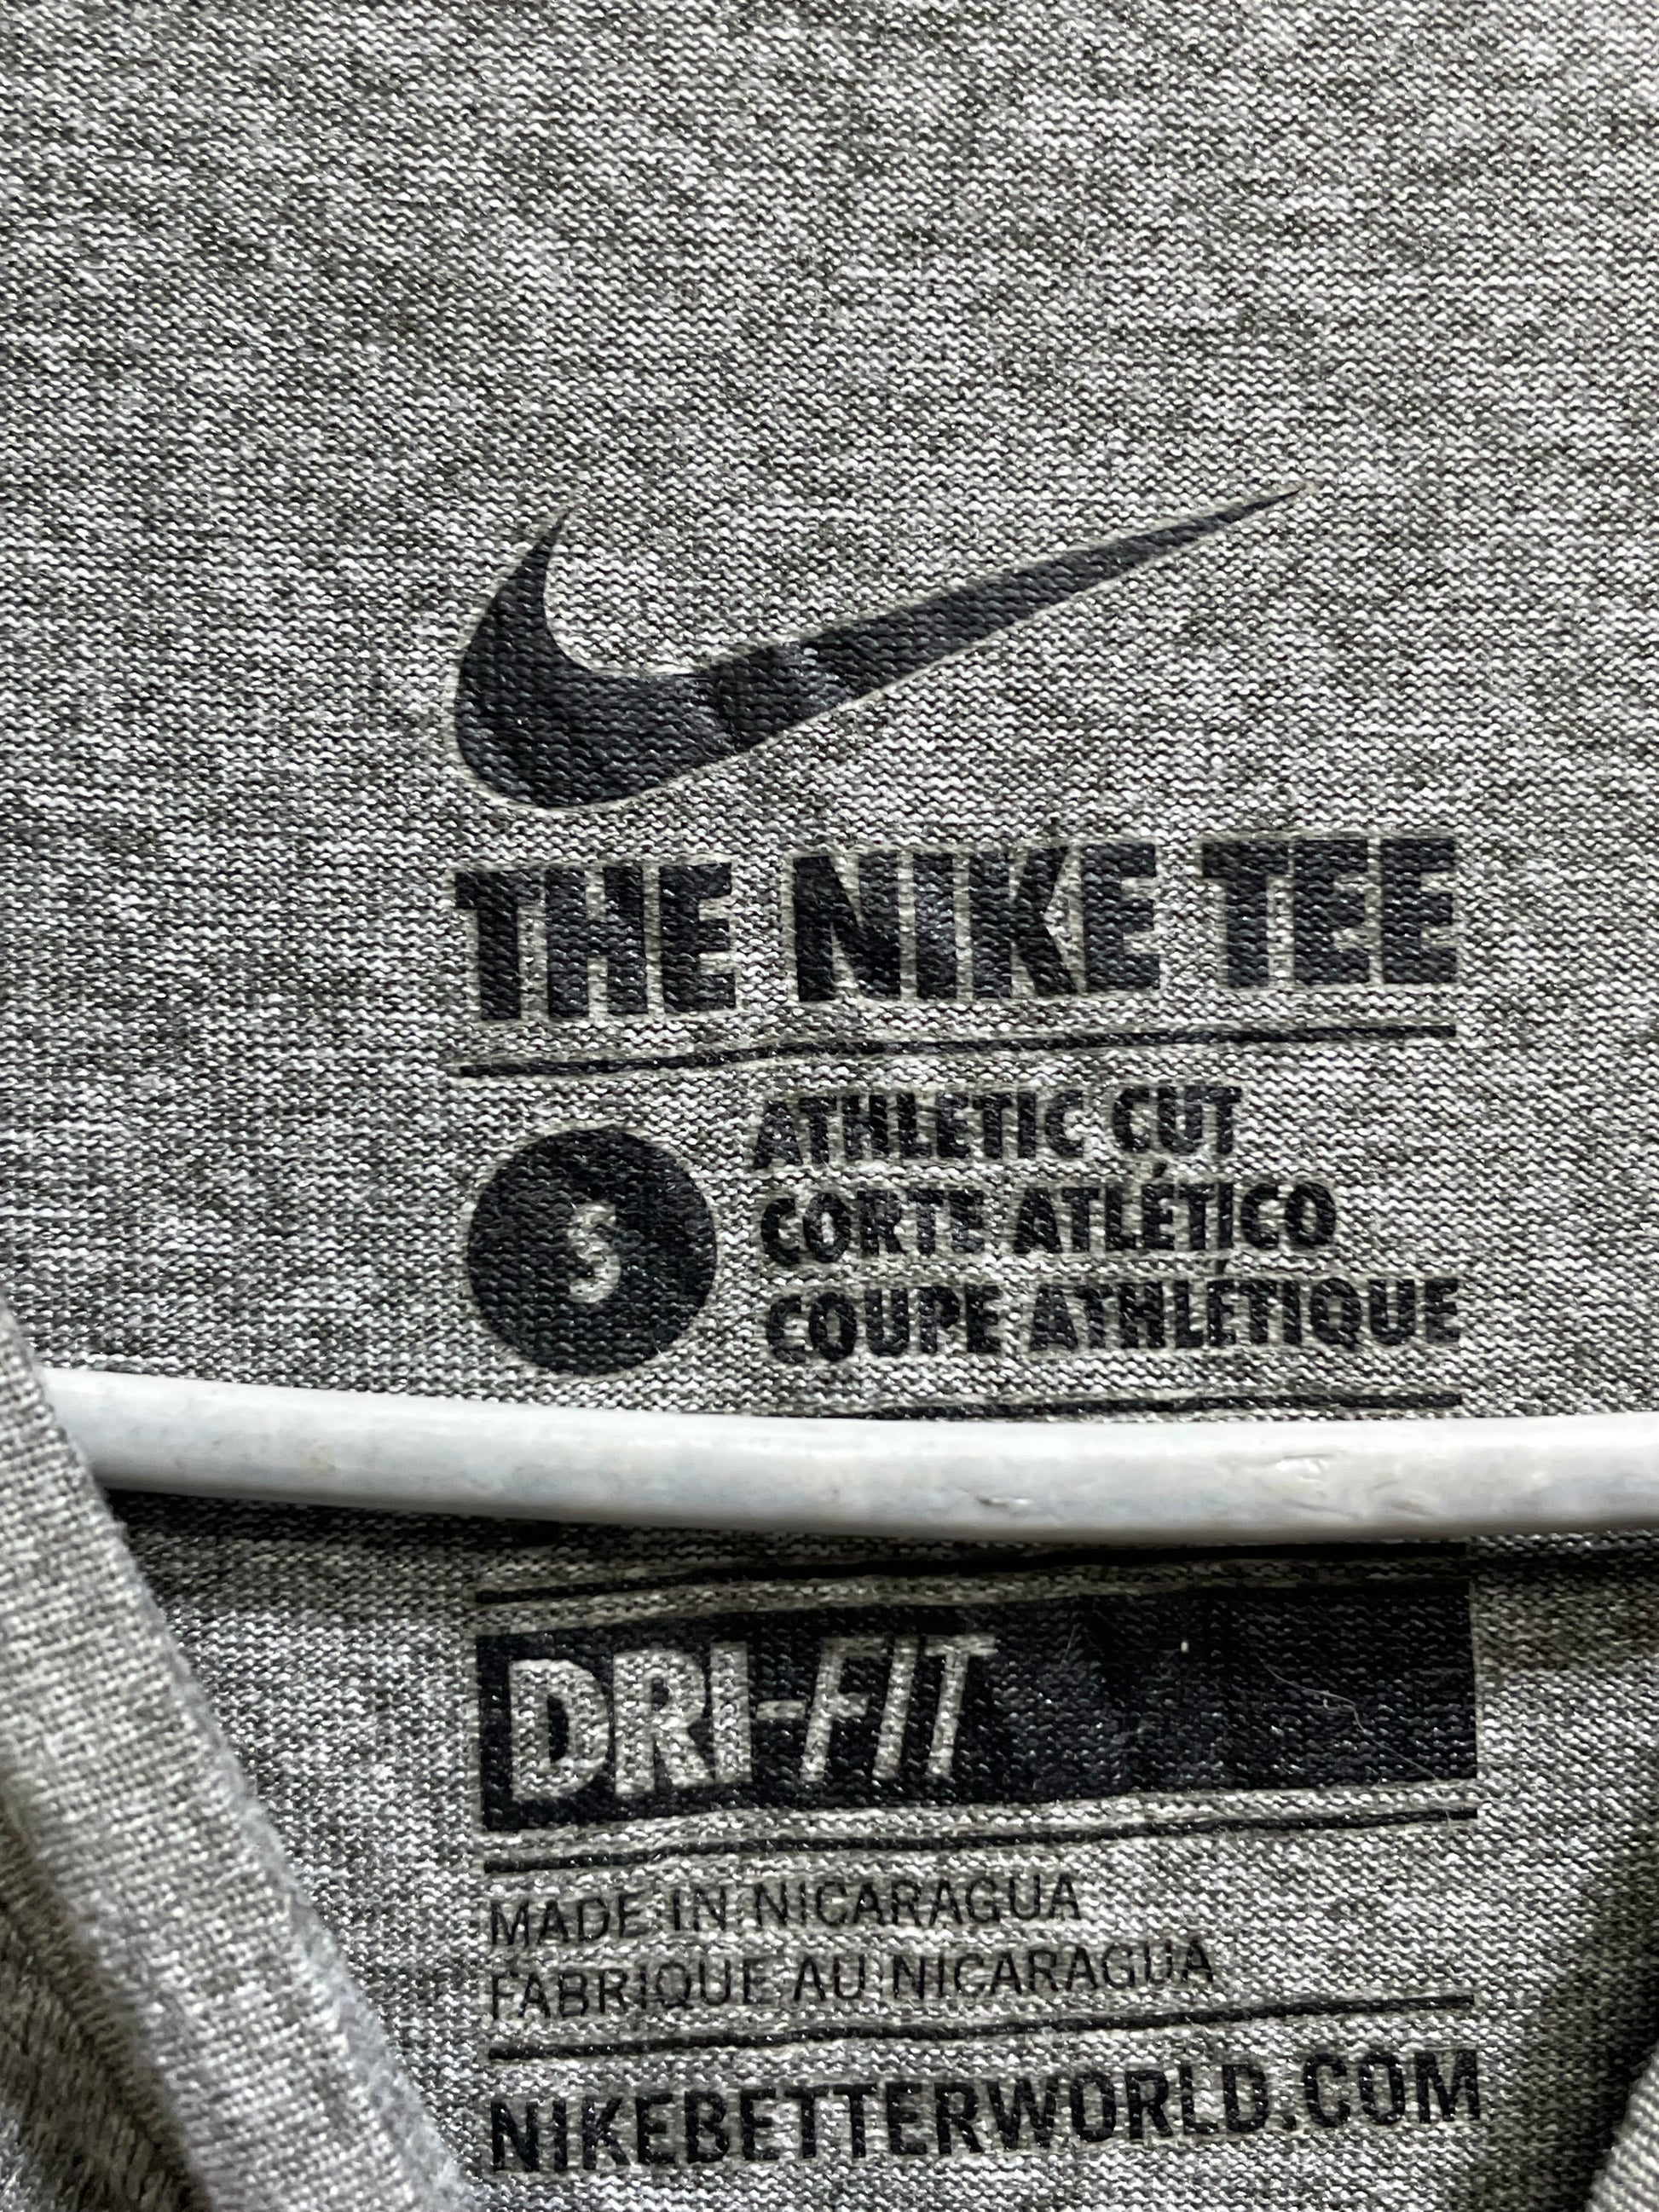 THE NIKE TEE
S
ATHLETIC CUT
CORTE ATLÉTICO
COUPE ATHLÉTIQUE
DRI-FIT
MADE IN NICARAGUA
FABRIQUE AU NICARAGUA
NIKEBETTERWORLD.COM